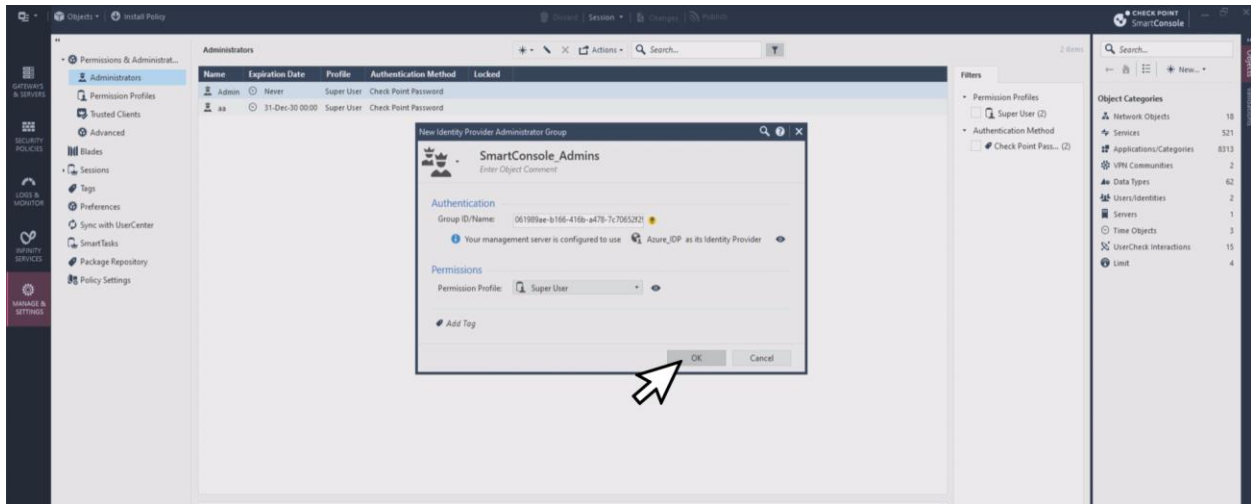 Objects
Install Policy
Discard
Session
Changes
Publish
CHECK POINT
SmartConsole
GATEWAYS
& SERVERS
SECURITY
POLICIES
LOGS &
MONITOR
INFINITY
SERVICES
MANAGE &
SETTINGS
Permissions & Administrat...
Administrators
Permission Profiles
Trusted Clients
Advanced
Blades
Sessions
Tags
Preferences
Sync with UserCenter
SmartTasks
Package Repository
Policy Settings
Administrators
Actions
Search...
2 items
Name Expiration Date Profile Authentication Method Locked
Admin Never Super User Check Point Password
aa 31-Dec-30 00:00 Super User Check Point Password
New Identity Provider Administrator Group
SmartConsole_Admins
Enter Object Comment
Authentication
Group ID/Name:
Your management server is configured to use Azure_IDP as its Identity Provider
Permissions
Permission Profile: Super User
Add Tag
OK Cancel
Filters
Permission Profiles
Super User (2)
Authentication Method
Check Point Pass... (2)
Search...
New...
Object Categories
Network Objects 18
Services 521
Applications/Categories 8313
VPN Communities 2
Data Types 62
Users/Identities 2
Servers 1
Time Objects 3
UserCheck Interactions 15
Limit 4
Objects